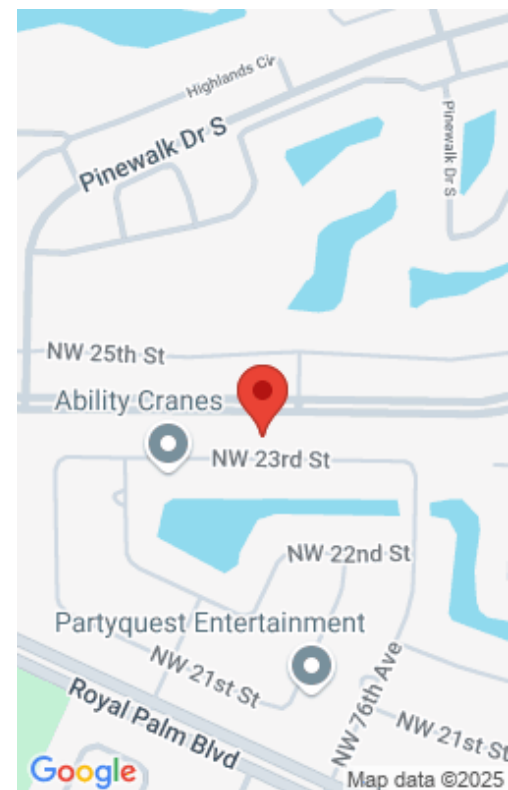 Highlands Cir
Pinewalk Dr S
Pinewalk Dr S
NW 25th St
Ability Cranes
NW 23rd St
NW 22nd St
Partyquest Entertainment
NW 21st St
NW 76th Ave
Royal Palm Blvd
NW 21st St
Google
Map data ©2025